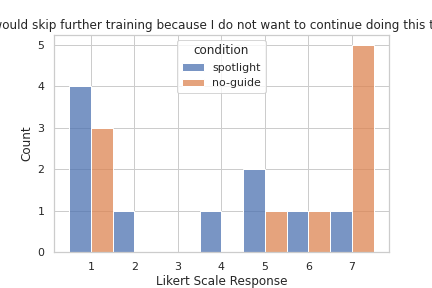 would skip further training because I do not want to continue doing this t
condition
spotlight
no-guide
5
4
3
2
1
0
Count
1 2 3 4 5 6 7
Likert Scale Response